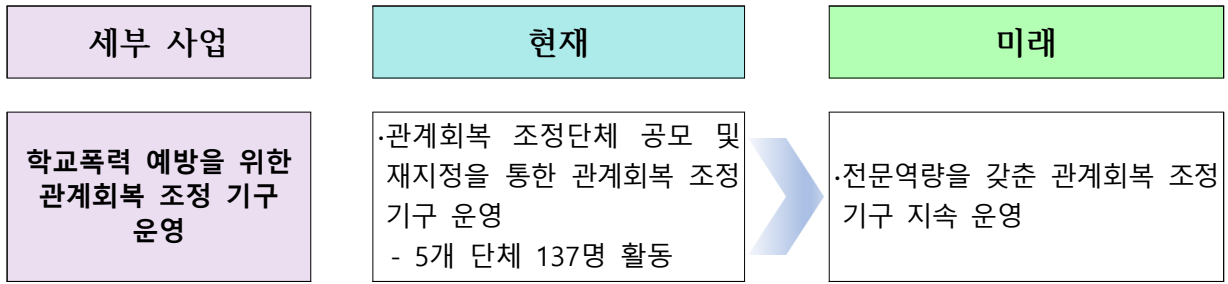 세부 사업
현재
미래
학교폭력 예방을 위한
관계회복 조정 기구
운영
·관계회복 조정단체 공모 및
재지정을 통한 관계회복 조정
기구 운영
- 5개 단체 137명 활동
·전문역량을 갖춘 관계회복 조정
기구 지속 운영